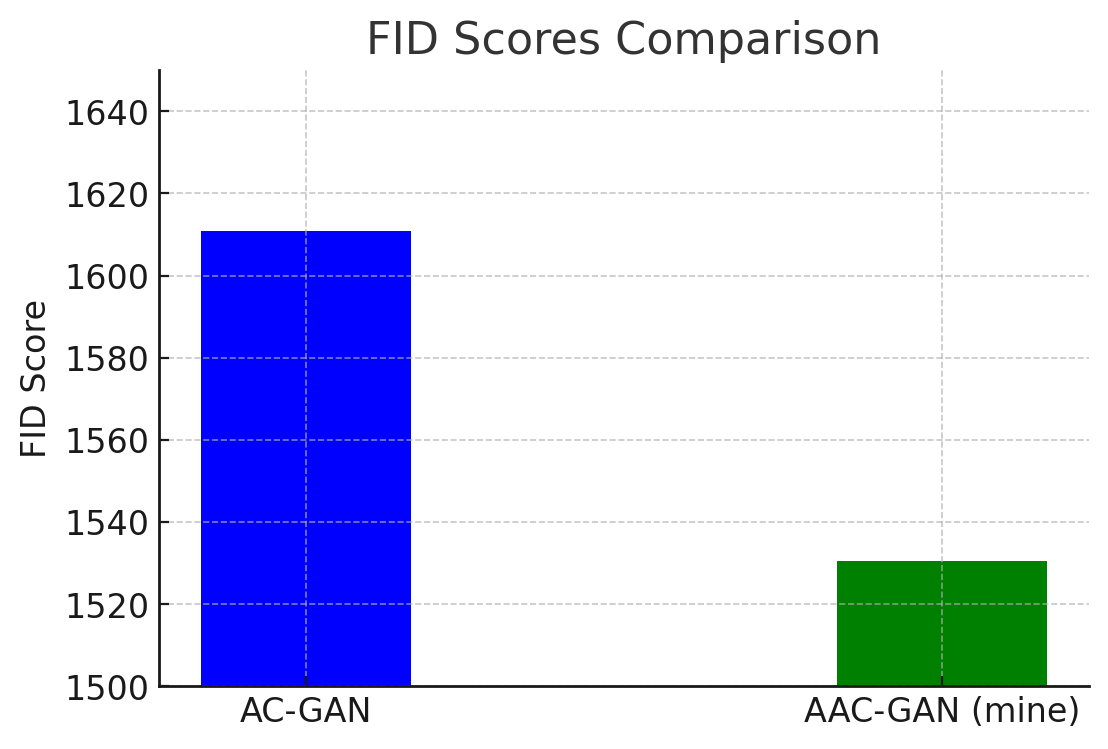 FID Scores Comparison
FID Score
1640
1620
1600
1580
1560
1540
1520
1500
AC-GAN
AAC-GAN (mine)